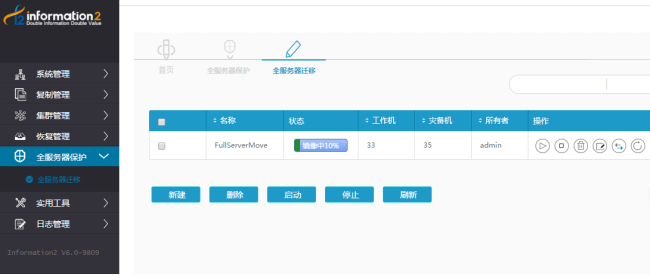 information2
Double Information Double Value
系统管理
复制管理
集群管理
恢复管理
全服务器保护
全服务器迁移
实用工具
日志管理
Information2 V6.0-9809
首页
全服务器保护
全服务器迁移
名称 状态 工作机 灾备机 所有者 操作
FullServerMove 镜像中10% 33 35 admin
新建 删除 启动 停止 刷新